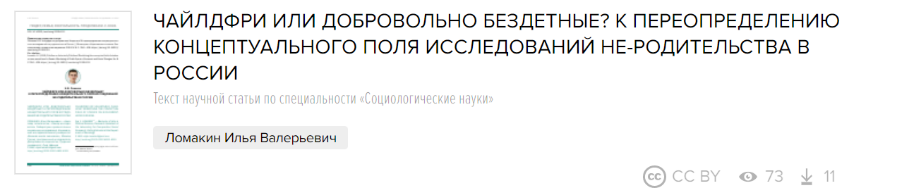 ЧАЙЛДФРИ ИЛИ ДОБРОВОЛЬНО БЕЗДЕТНЫЕ? К ПЕРЕОПРЕДЕЛЕНИЮ
КОНЦЕПТУАЛЬНОГО ПОЛЯ ИССЛЕДОВАНИЙ НЕ-РОДИТЕЛЬСТВА В
РОССИИ
Текст научной статьи по специальности «Социологические науки»
Ломакин Илья Валерьевич
cc CC BY 73 11